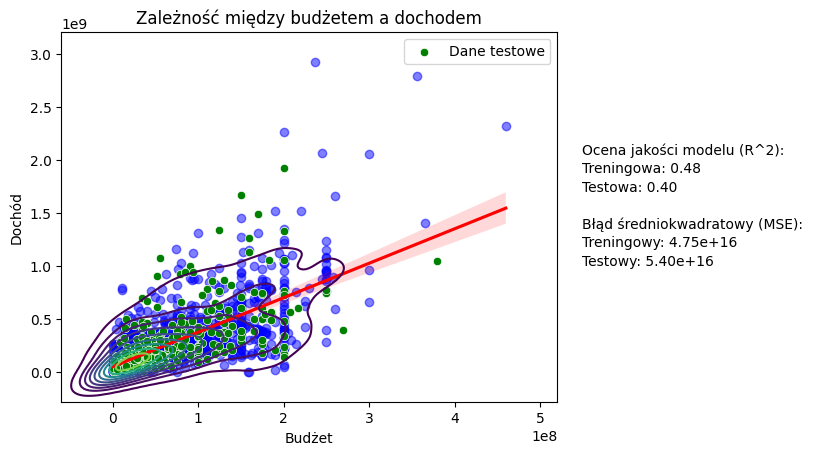 Zależność między budżetem a dochodem
1e9
Dane testowe
3.0
2.5
2.0
1.5
1.0
0.5
0.0
Dochód
0
1
2
3
4
5
1e8
Budżet
Ocena jakości modelu (R^2):
Treningowa: 0.48
Testowa: 0.40
Błąd średniokwadratowy (MSE):
Treningowy: 4.75e+16
Testowy: 5.40e+16